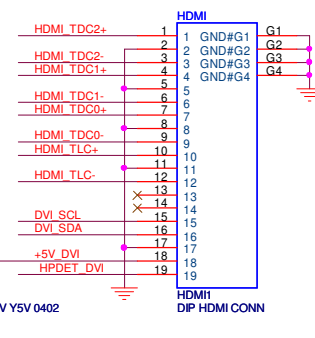 HDMI
HDMI_TDC2+ 1 1 GND#G1 G1
2 2 GND#G2 G2
HDMI_TDC2- 3 3 GND#G3 G3
HDMI_TDC1+ 4 4 GND#G4 G4
5 5
HDMI_TDC1- 6 6
HDMI_TDC0+ 7 7
8 8
HDMI_TDC0- 9 9
HDMI_TLC+ 10 10
11 11
HDMI_TLC- 12 12
13 13
14 14
DVI_SCL 15 15
DVI_SDA 16 16
17 17
+5V_DVI 18 18
HPDET_DVI 19 19
HDMI1
V Y5V 0402 DIP HDMI CONN